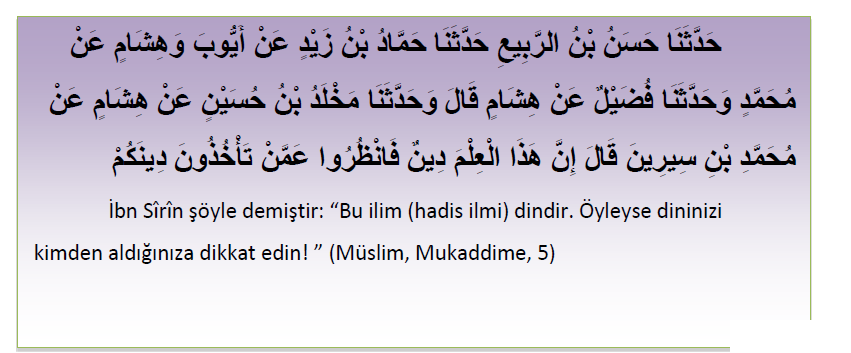 حَدَّثَنَا حَسَنُ بْنُ الرَّبِيعِ حَدَّثَنَا حَمَّادُ بْنُ زَيْدٍ عَنْ أَيُّوبَ وَهِشَامٍ عَنْ
مُحَمَّدٍ وَحَدَّثَنَا فُضَيْلٌ عَنْ هِشَامٍ قَالَ وَحَدَّثَنَا مَخْلَدُ بْنُ حُسَيْنٍ عَنْ هِشَامٍ عَنْ
مُحَمَّدِ بْنِ سِيرِينَ قَالَ إِنَّ هَذَا الْعِلْمَ دِينٌ فَانْظُرُوا عَمَّنْ تَأْخُذُونَ دِينَكُمْ
İbn Sîrîn şöyle demiştir: “Bu ilim (hadis ilmi) dindir. Öyleyse dininizi
kimden aldığınıza dikkat edin! ” (Müslim, Mukaddime, 5)